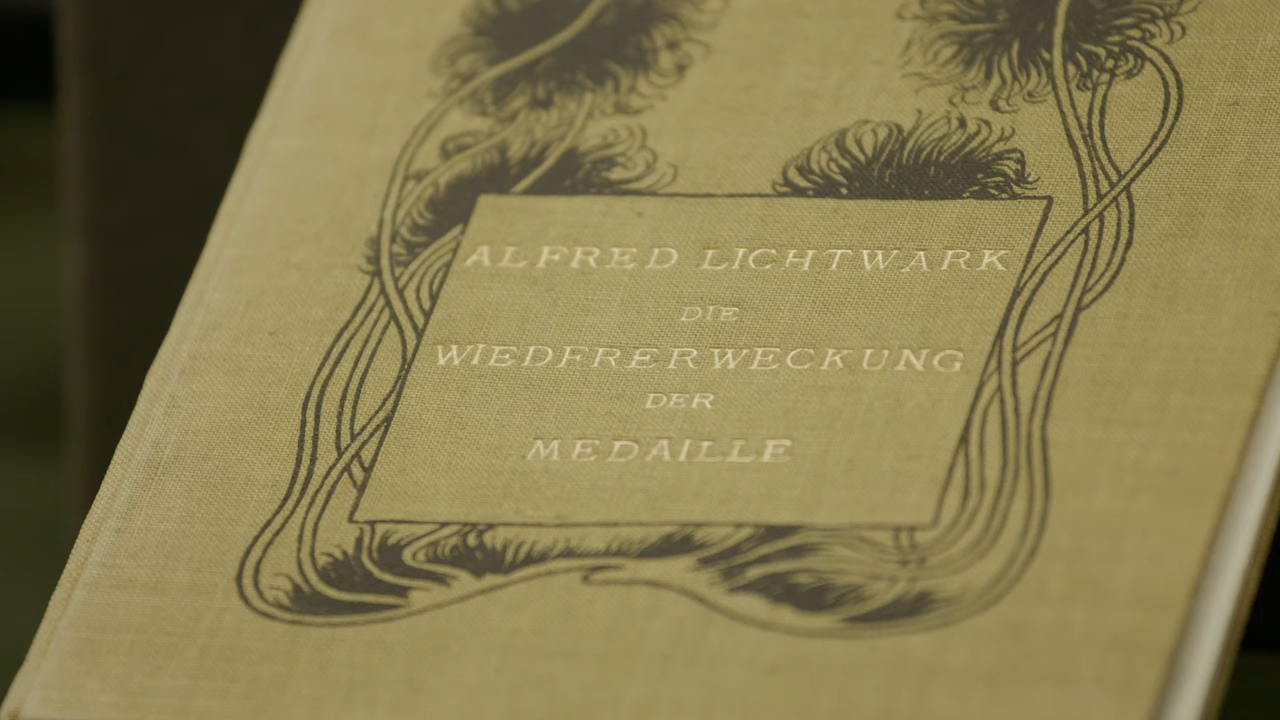 ALFRED LICHTWARK
DIE
WIEDERERWECKUNG
DER
MEDAILLE